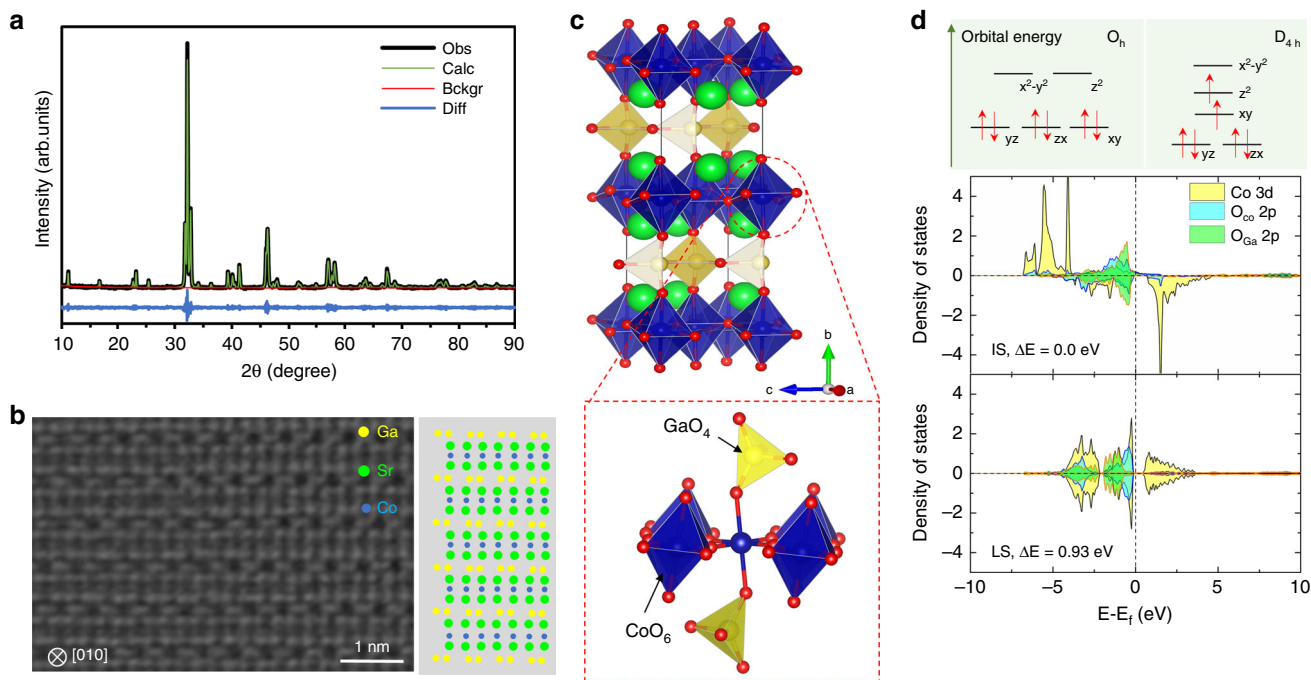 a
Intensity (arb.units)
Obs
Calc
Bckgr
Diff
10 20 30 40 50 60 70 80 90
2θ (degree)
b
Ga
Sr
Co
[010]
1 nm
c
b
c
a
GaO₄
CoO₆
d
Orbital energy
Oₕ
D₄ ₕ
x²-y²
z²
yz
zx
xy
x²-y²
z²
xy
yz
zx
Density of states
4
2
0
−2
−4
Co 3d
O_co 2p
O_Ga 2p
IS, ΔE = 0.0 eV
Density of states
4
2
0
−2
−4
LS, ΔE = 0.93 eV
−10 −5 0 5 10
E-E_f (eV)